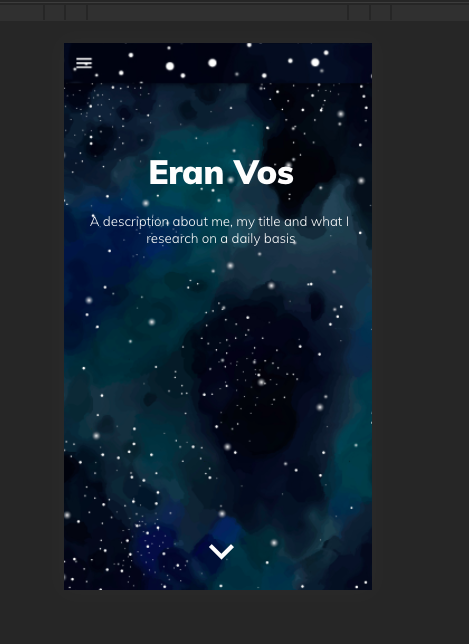 Eran Vos
A description about me, my title and what I
research on a daily basis